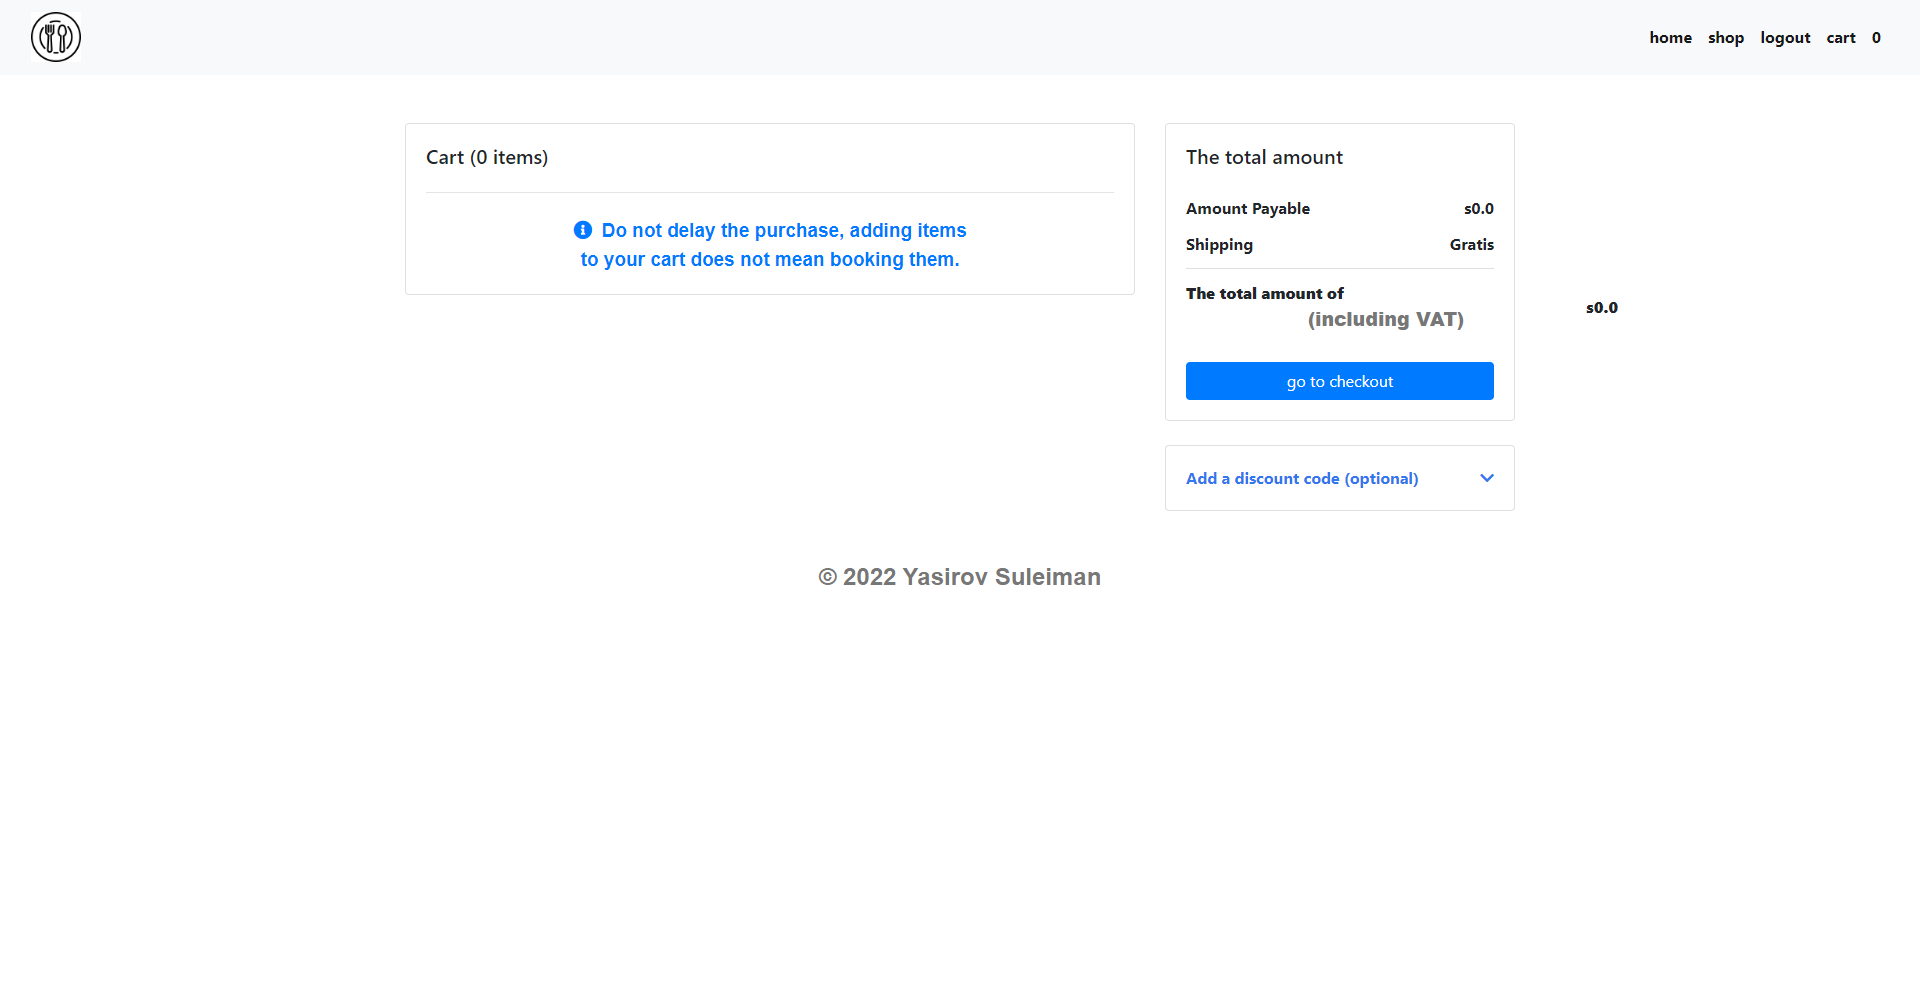 home shop logout cart 0
Cart (0 items)
Do not delay the purchase, adding items
to your cart does not mean booking them.
The total amount
Amount Payable s0.0
Shipping Gratis
The total amount of
(including VAT)
s0.0
go to checkout
Add a discount code (optional)
© 2022 Yasirov Suleiman